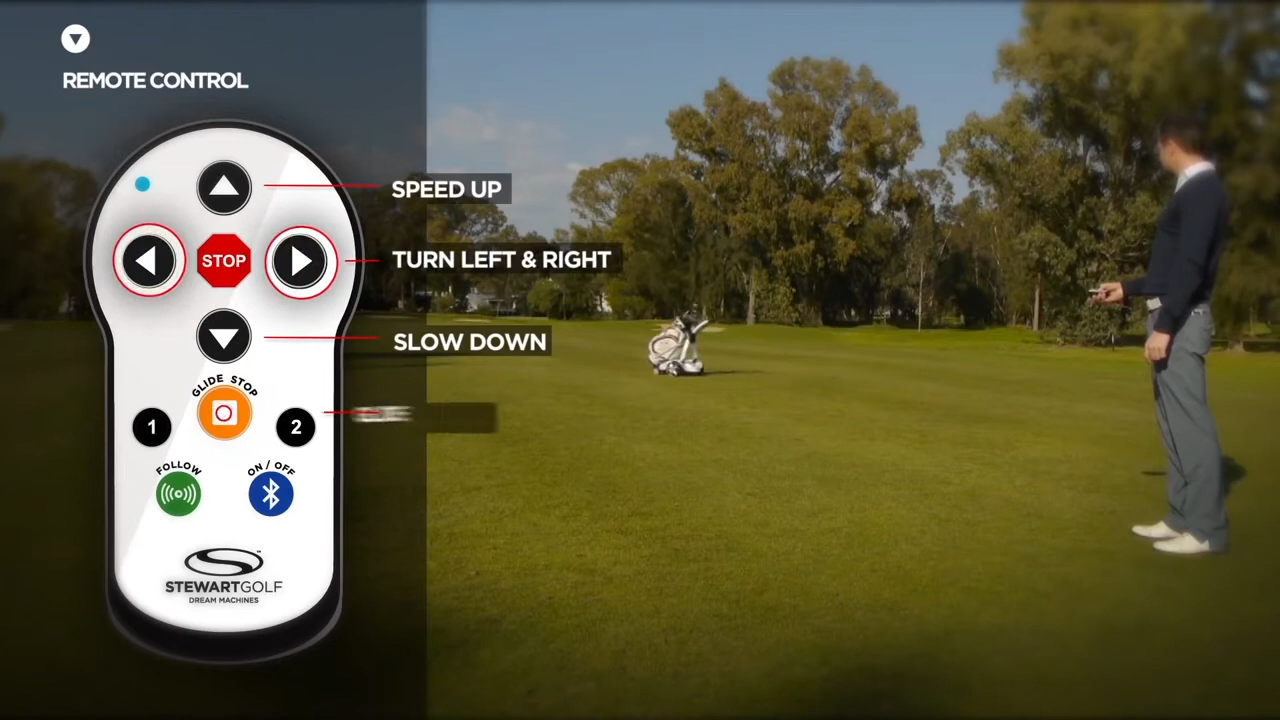 REMOTE CONTROL
SPEED UP
STOP
TURN LEFT & RIGHT
SLOW DOWN
GLIDE STOP
1
2
FOLLOW
ON / OFF
STEWARTGOLF
DREAM MACHINES